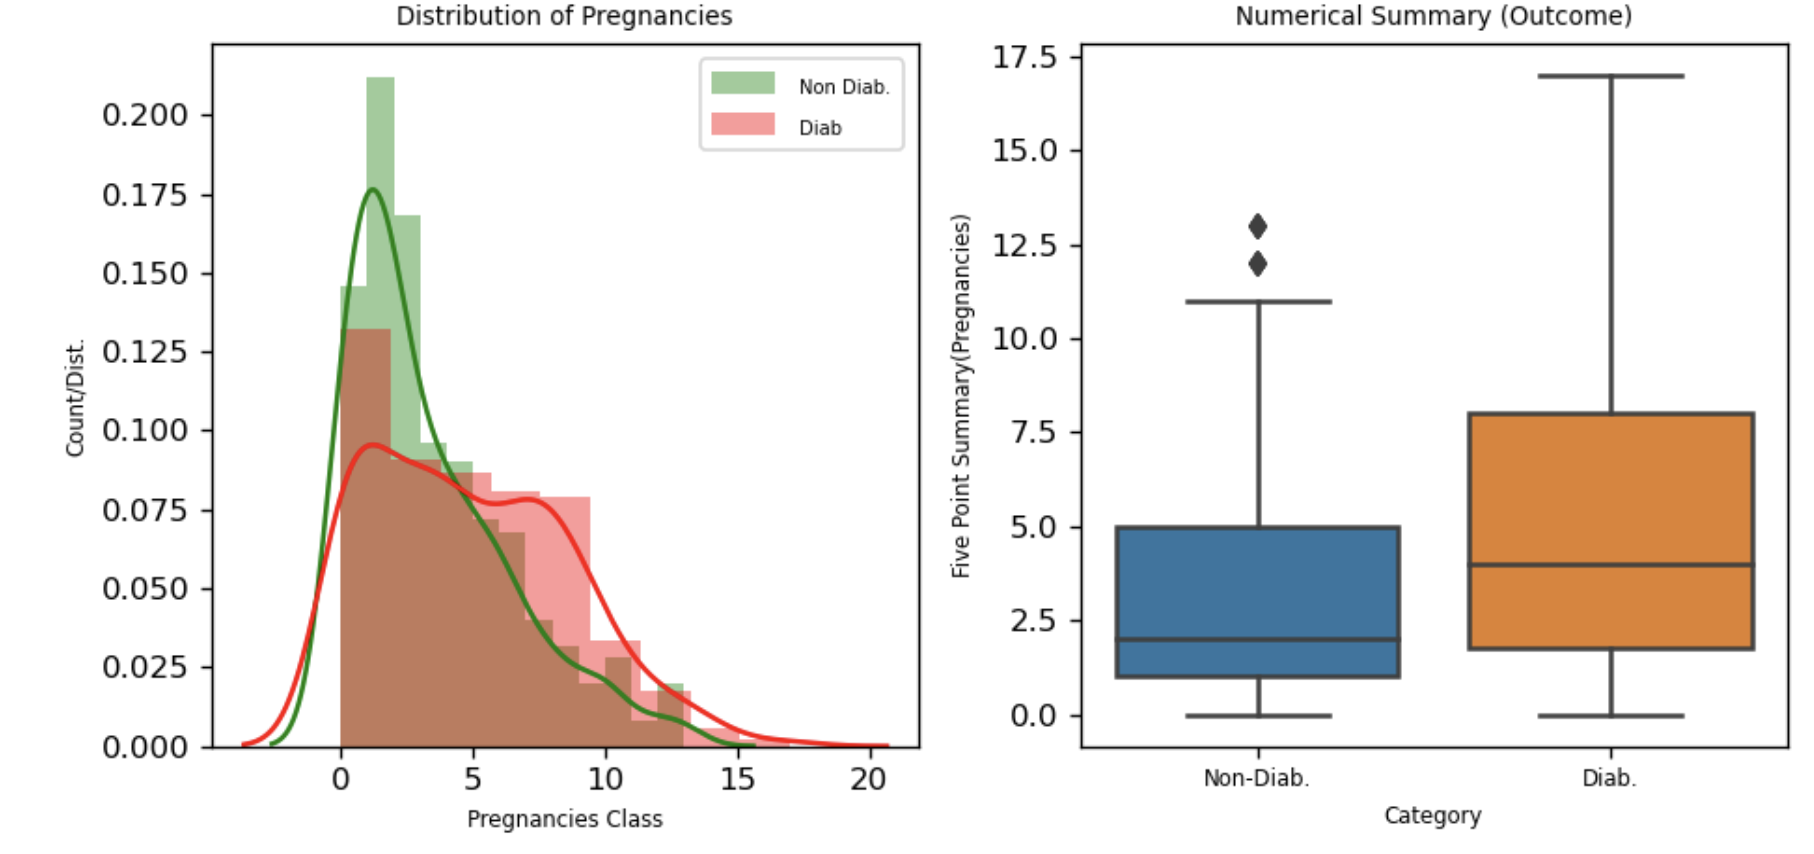 Distribution of Pregnancies
Non Diab.
Diab
0.200
0.175
0.150
0.125
0.100
0.075
0.050
0.025
0.000
Count/Dist.
0 5 10 15 20
Pregnancies Class
Numerical Summary (Outcome)
17.5
15.0
12.5
10.0
7.5
5.0
2.5
0.0
Five Point Summary(Pregnancies)
Non-Diab. Diab.
Category